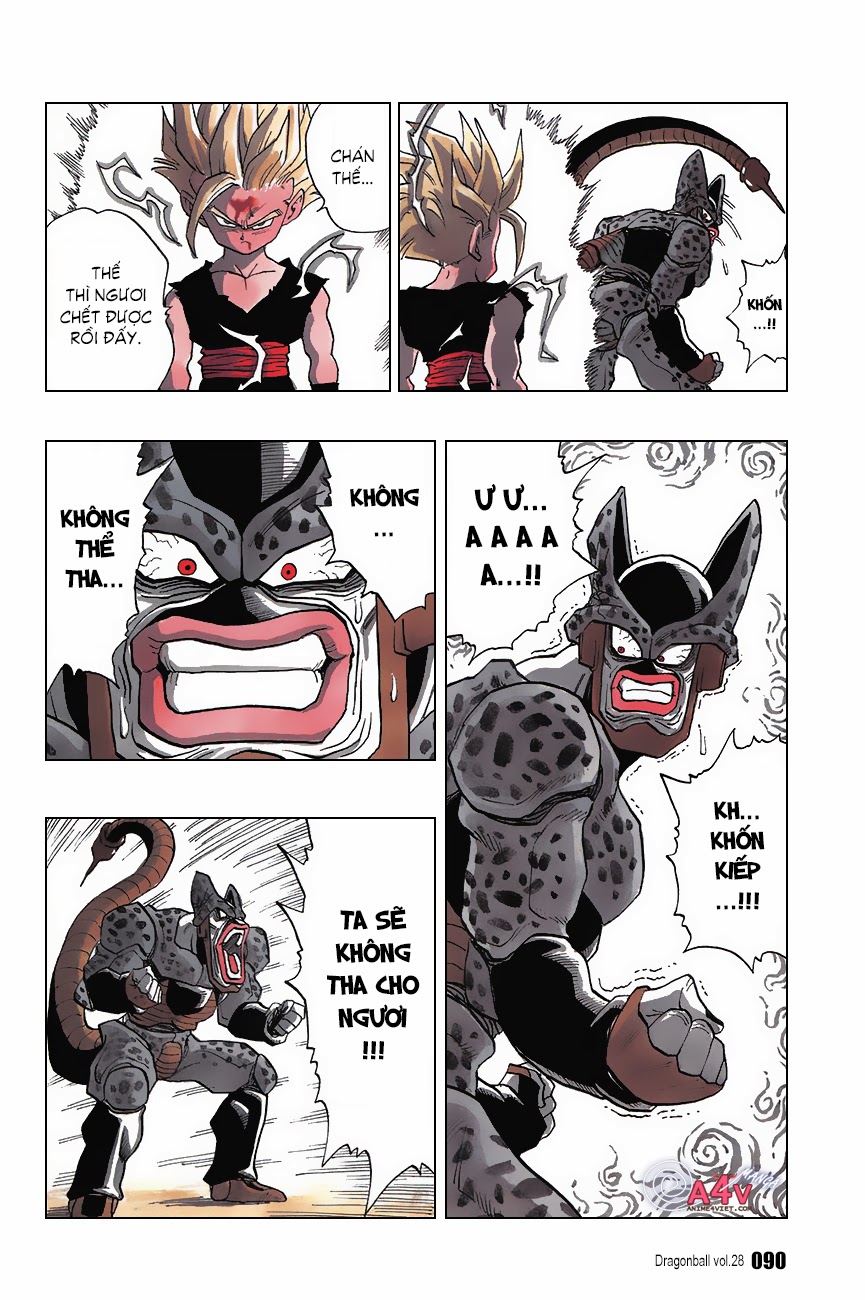 KHỐN
...!!
CHÁN
THẾ...
THẾ
THÌ NGƯƠI
CHẾT ĐƯỢC
RỒI ĐẤY.
Ư Ư...
A A A A
A...!!
KH...
KHỐN
KIẾP
...!!!
KHÔNG
...
KHÔNG
THỂ
THA...
TA SẼ
KHÔNG
THA CHO
NGƯƠI
!!!
A4V
ANIME4VIET.COM
Dragonball vol.28 090